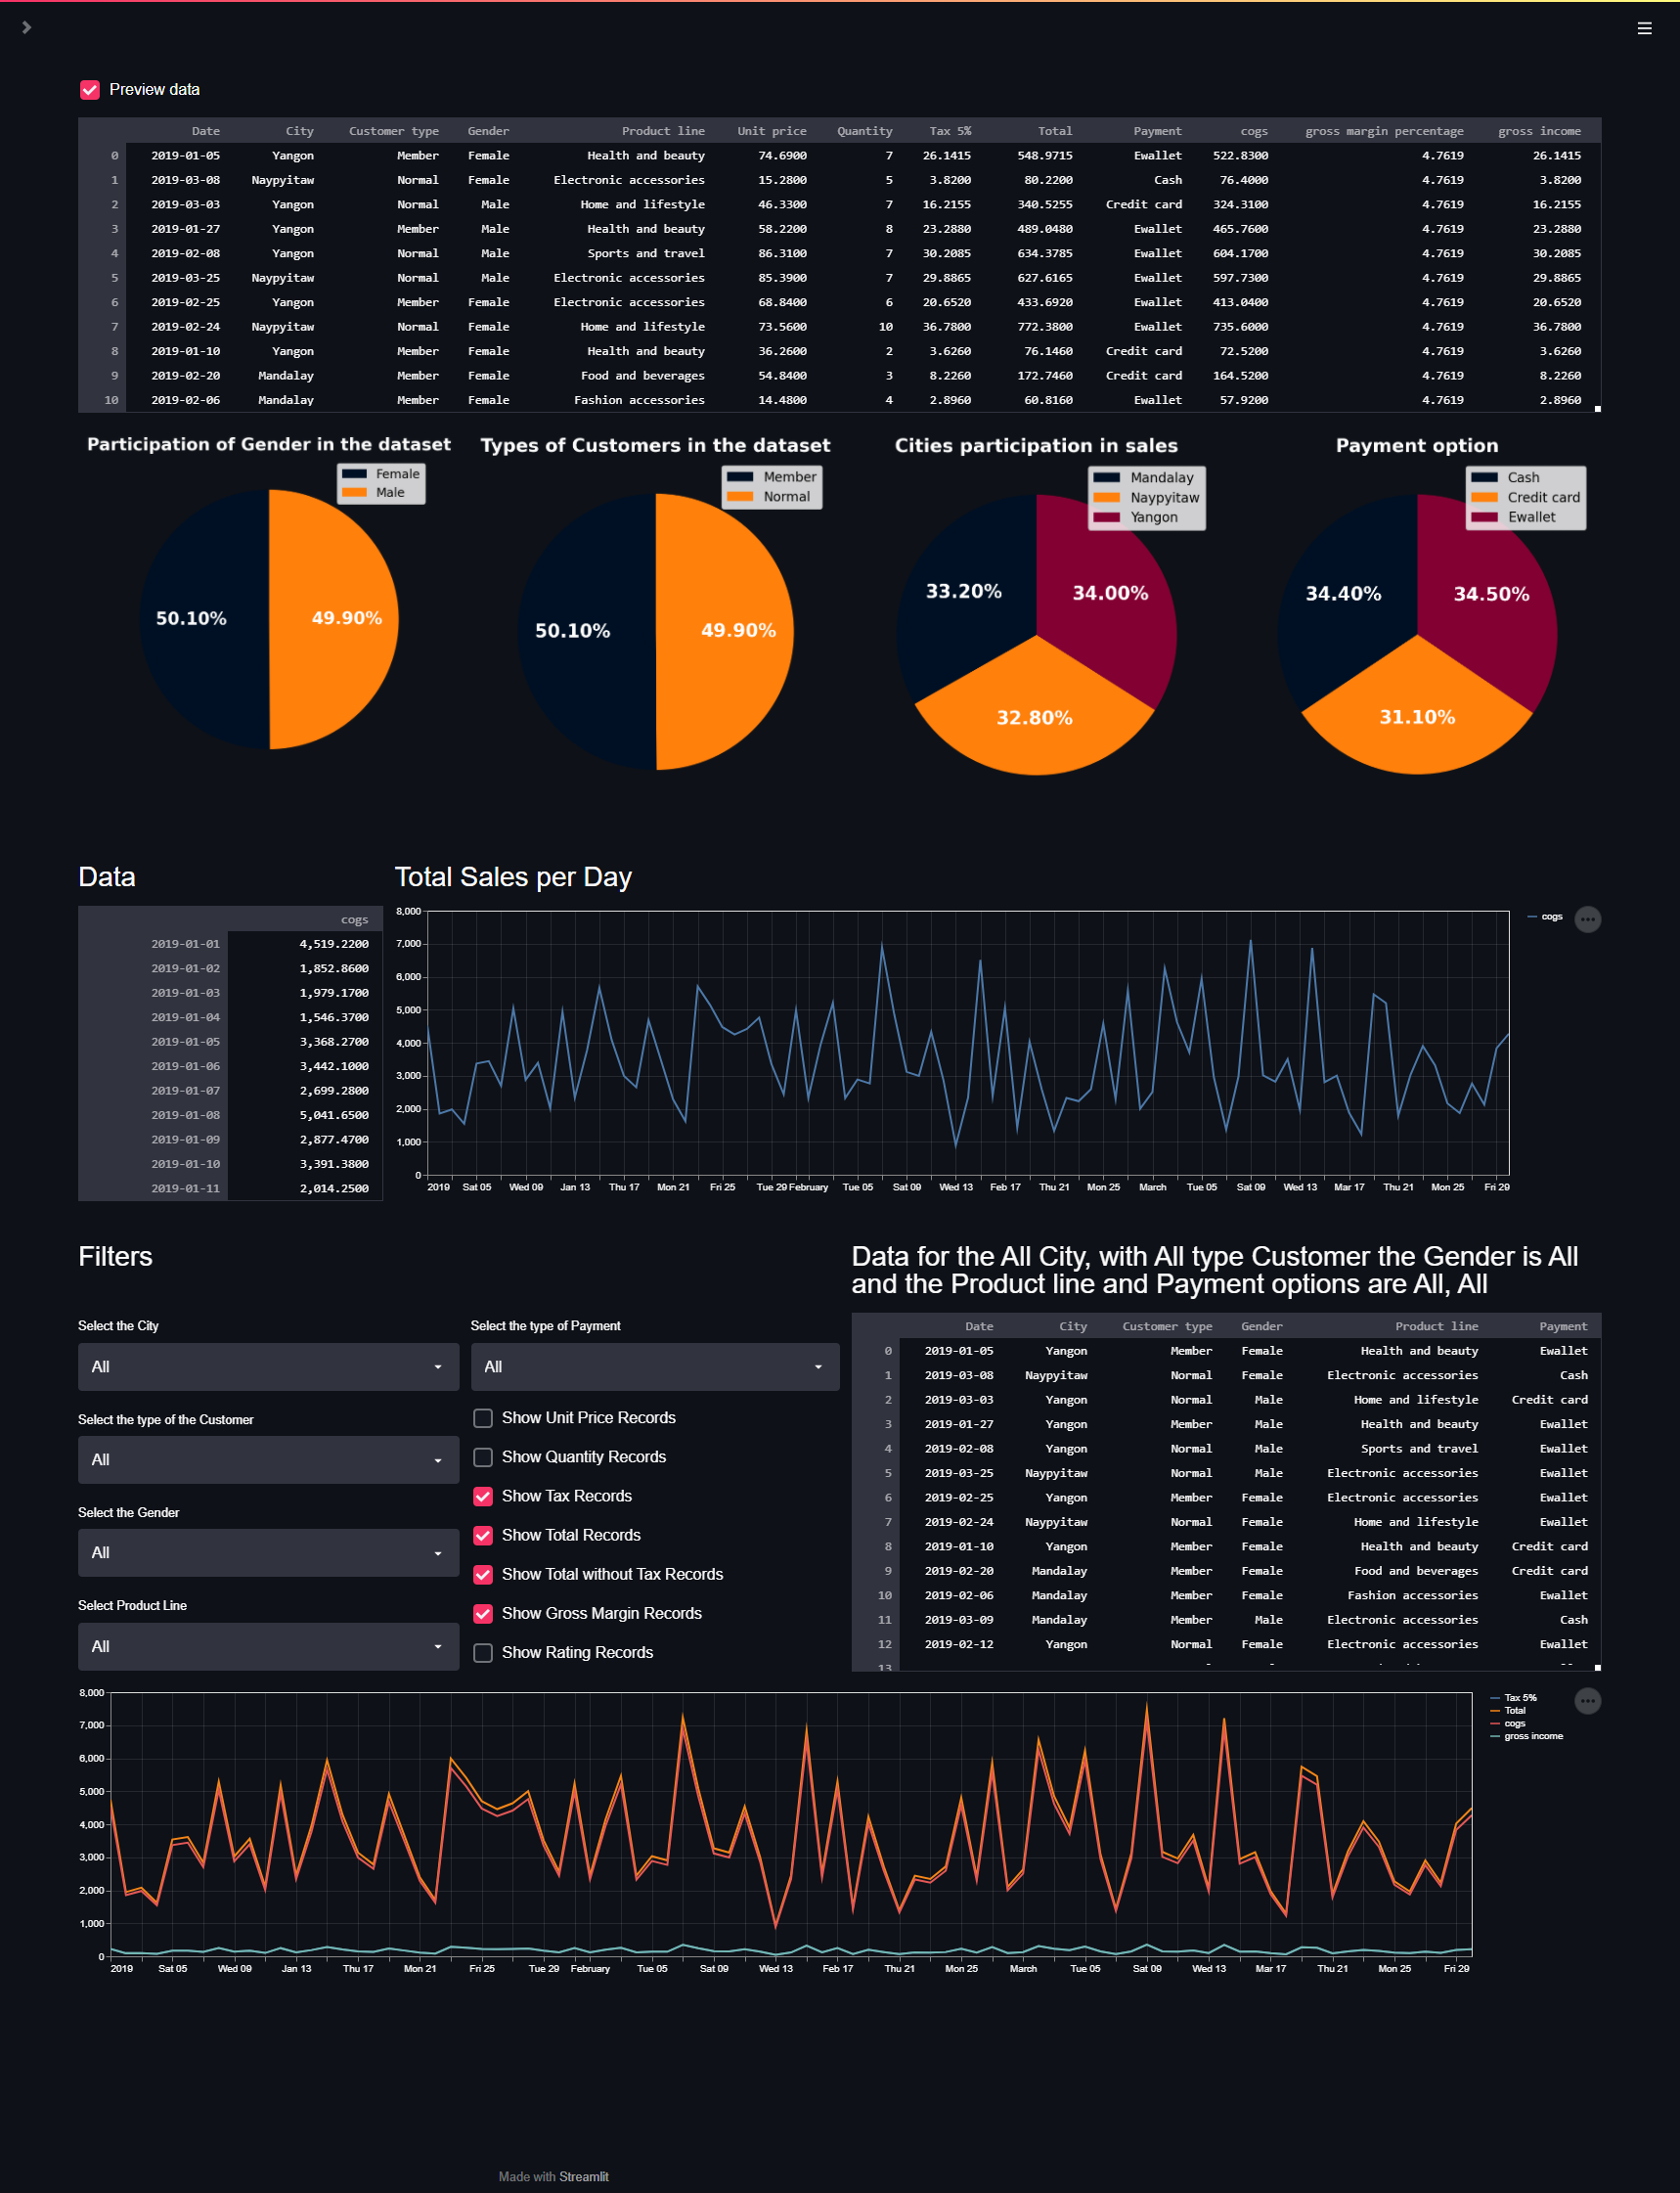 Preview data
Date City Customer type Gender Product line Unit price Quantity Tax 5% Total Payment cogs gross margin percentage gross income
0 2019-01-05 Yangon Member Female Health and beauty 74.6900 7 26.1415 548.9715 Ewallet 522.8300 4.7619 26.1415
1 2019-03-08 Naypyitaw Normal Female Electronic accessories 15.2800 5 3.8200 80.2200 Cash 76.4000 4.7619 3.8200
2 2019-03-03 Yangon Normal Male Home and lifestyle 46.3300 7 16.2155 340.5255 Credit card 324.3100 4.7619 16.2155
3 2019-01-27 Yangon Member Male Health and beauty 58.2200 8 23.2880 489.0480 Ewallet 465.7600 4.7619 23.2880
4 2019-02-08 Yangon Normal Male Sports and travel 86.3100 7 30.2085 634.3785 Ewallet 604.1700 4.7619 30.2085
5 2019-03-25 Naypyitaw Normal Male Electronic accessories 85.3900 7 29.8865 627.6165 Ewallet 597.7300 4.7619 29.8865
6 2019-02-25 Yangon Member Female Electronic accessories 68.8400 6 20.6520 433.6920 Ewallet 413.0400 4.7619 20.6520
7 2019-02-24 Naypyitaw Normal Female Home and lifestyle 73.5600 10 36.7800 772.3800 Ewallet 735.6000 4.7619 36.7800
8 2019-01-10 Yangon Member Female Health and beauty 36.2600 2 3.6260 76.1460 Credit card 72.5200 4.7619 3.6260
9 2019-02-20 Mandalay Member Female Food and beverages 54.8400 3 8.2260 172.7460 Credit card 164.5200 4.7619 8.2260
10 2019-02-06 Mandalay Member Female Fashion accessories 14.4800 4 2.8960 60.8160 Ewallet 57.9200 4.7619 2.8960
Participation of Gender in the dataset
Female
Male
50.10%
49.90%
Types of Customers in the dataset
Member
Normal
50.10%
49.90%
Cities participation in sales
Mandalay
Naypyitaw
Yangon
33.20%
34.00%
32.80%
Payment option
Cash
Credit card
Ewallet
34.40%
34.50%
31.10%
Data
cogs
2019-01-01 4,519.2200
2019-01-02 1,852.8600
2019-01-03 1,979.1700
2019-01-04 1,546.3700
2019-01-05 3,368.2700
2019-01-06 3,442.1000
2019-01-07 2,699.2800
2019-01-08 5,041.6500
2019-01-09 2,877.4700
2019-01-10 3,391.3800
2019-01-11 2,014.2500
Total Sales per Day
8,000
7,000
6,000
5,000
4,000
3,000
2,000
1,000
0
2019 Sat 05 Wed 09 Jan 13 Thu 17 Mon 21 Fri 25 Tue 29 February Tue 05 Sat 09 Wed 13 Feb 17 Thu 21 Mon 25 March Tue 05 Sat 09 Wed 13 Mar 17 Thu 21 Mon 25 Fri 29
cogs
Filters
Select the City
All
Select the type of the Customer
All
Select the Gender
All
Select Product Line
All
Select the type of Payment
All
Show Unit Price Records
Show Quantity Records
Show Tax Records
Show Total Records
Show Total without Tax Records
Show Gross Margin Records
Show Rating Records
Data for the All City, with All type Customer the Gender is All
and the Product line and Payment options are All, All
Date City Customer type Gender Product line Payment
0 2019-01-05 Yangon Member Female Health and beauty Ewallet
1 2019-03-08 Naypyitaw Normal Female Electronic accessories Cash
2 2019-03-03 Yangon Normal Male Home and lifestyle Credit card
3 2019-01-27 Yangon Member Male Health and beauty Ewallet
4 2019-02-08 Yangon Normal Male Sports and travel Ewallet
5 2019-03-25 Naypyitaw Normal Male Electronic accessories Ewallet
6 2019-02-25 Yangon Member Female Electronic accessories Ewallet
7 2019-02-24 Naypyitaw Normal Female Home and lifestyle Ewallet
8 2019-01-10 Yangon Member Female Health and beauty Credit card
9 2019-02-20 Mandalay Member Female Food and beverages Credit card
10 2019-02-06 Mandalay Member Female Fashion accessories Ewallet
11 2019-03-09 Mandalay Member Male Electronic accessories Cash
12 2019-02-12 Yangon Normal Female Electronic accessories Ewallet
13
8,000
7,000
6,000
5,000
4,000
3,000
2,000
1,000
0
2019 Sat 05 Wed 09 Jan 13 Thu 17 Mon 21 Fri 25 Tue 29 February Tue 05 Sat 09 Wed 13 Feb 17 Thu 21 Mon 25 March Tue 05 Sat 09 Wed 13 Mar 17 Thu 21 Mon 25 Fri 29
Tax 5%
Total
cogs
gross income
Made with Streamlit